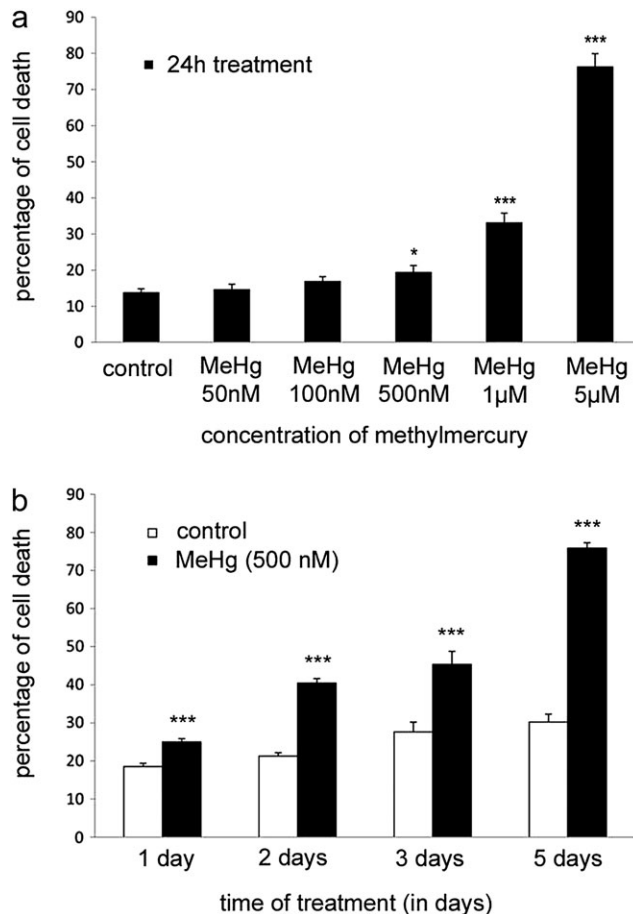 a
percentage of cell death
90
80
70
60
50
40
30
20
10
0
■ 24h treatment
*
***
***
control MeHg MeHg MeHg MeHg MeHg
50nM 100nM 500nM 1µM 5µM
concentration of methylmercury
b
percentage of cell death
90
80
70
60
50
40
30
20
10
0
control
MeHg (500 nM)
***
***
***
***
1 day 2 days 3 days 5 days
time of treatment (in days)